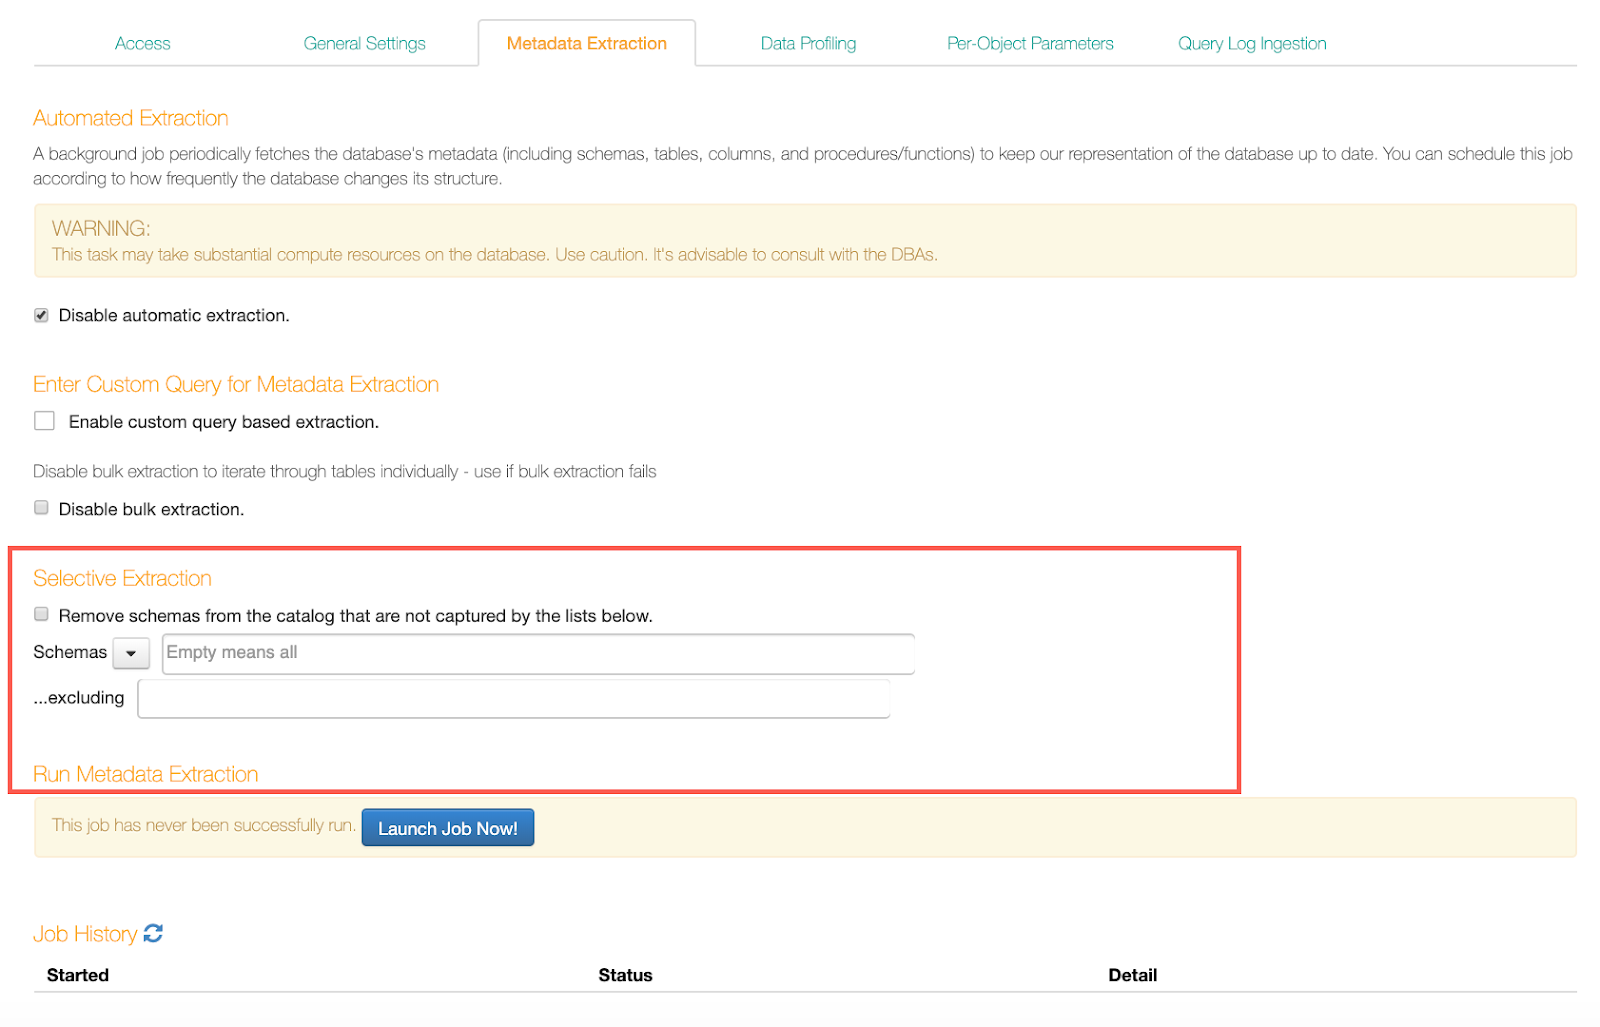 Access General Settings Metadata Extraction Data Profiling Per-Object Parameters Query Log Ingestion
Automated Extraction
A background job periodically fetches the database's metadata (including schemas, tables, columns, and procedures/functions) to keep our representation of the database up to date. You can schedule this job
according to how frequently the database changes its structure.
WARNING:
This task may take substantial compute resources on the database. Use caution. It's advisable to consult with the DBAs.
Disable automatic extraction.
Enter Custom Query for Metadata Extraction
Enable custom query based extraction.
Disable bulk extraction to iterate through tables individually - use if bulk extraction fails
Disable bulk extraction.
Selective Extraction
Remove schemas from the catalog that are not captured by the lists below.
Schemas Empty means all
...excluding
Run Metadata Extraction
This job has never been successfully run. Launch Job Now!
Job History
Started Status Detail